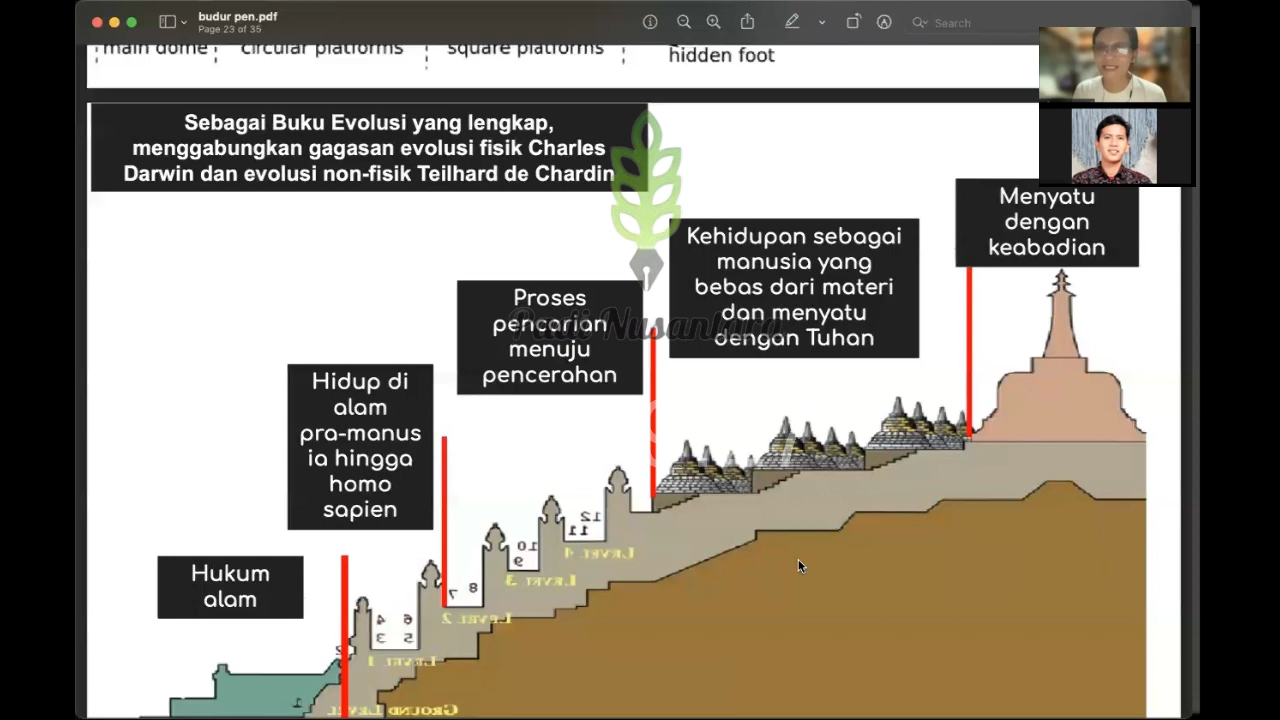 budur pen.pdf
Page 23 of 35
Search
main dome
circular platforms
square platforms
hidden foot
Sebagai Buku Evolusi yang lengkap,
menggabungkan gagasan evolusi fisik Charles
Darwin dan evolusi non-fisik Teilhard de Chardin
Menyatu
dengan
keabadian
Kehidupan sebagai
manusia yang
bebas dari materi
dan menyatu
dengan Tuhan
Proses
pencarian
menuju
pencerahan
Padi Nusantara
Hidup di
alam
pra-manus
ia hingga
homo
sapien
Hukum
alam
12
11
LEVEL 4
10
9
LEVEL 3
8
7
LEVEL 2
6
4
5
3
LEVEL 1
2
1
GROUND LEVEL